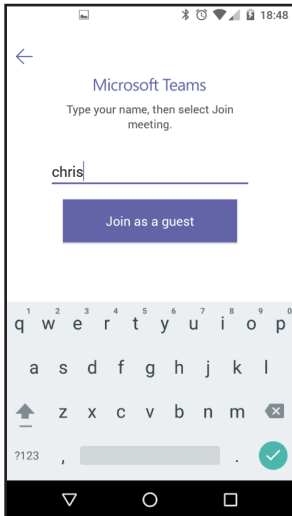 18:48
Microsoft Teams
Type your name, then select Join
meeting.
chris
Join as a guest
1 2 3 4 5 6 7 8 9 0
q w e r t y u i o p
a s d f g h j k l
z x c v b n m
?123 , .